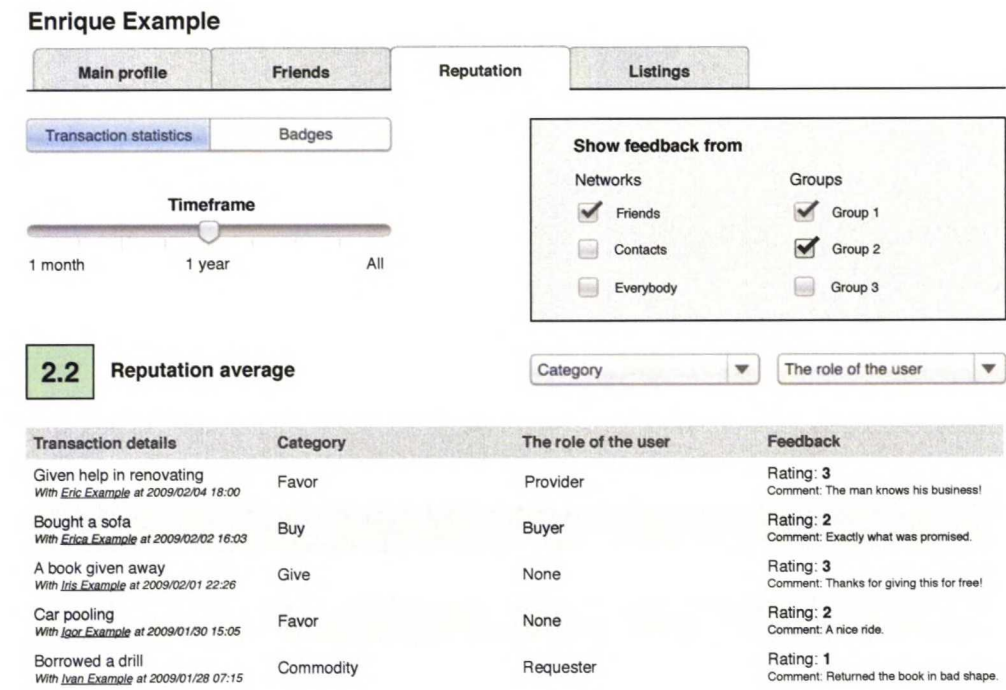 Enrique Example
Main profile Friends Reputation Listings
Transaction statistics Badges
Timeframe
1 month 1 year All
Show feedback from
Networks Groups
Friends Group 1
Contacts Group 2
Everybody Group 3
2.2 Reputation average
Category The role of the user
Transaction details Category The role of the user Feedback
Given help in renovating Favor Provider Rating: 3
With Eric Example at 2009/02/04 18:00 Comment: The man knows his business!
Bought a sofa Buy Buyer Rating: 2
With Erica Example at 2009/02/02 16:03 Comment: Exactly what was promised.
A book given away Give None Rating: 3
With Iris Example at 2009/02/01 22:26 Comment: Thanks for giving this for free!
Car pooling Favor None Rating: 2
With Igor Example at 2009/01/30 15:05 Comment: A nice ride.
Borrowed a drill Commodity Requester Rating: 1
With Ivan Example at 2009/01/28 07:15 Comment: Returned the book in bad shape.